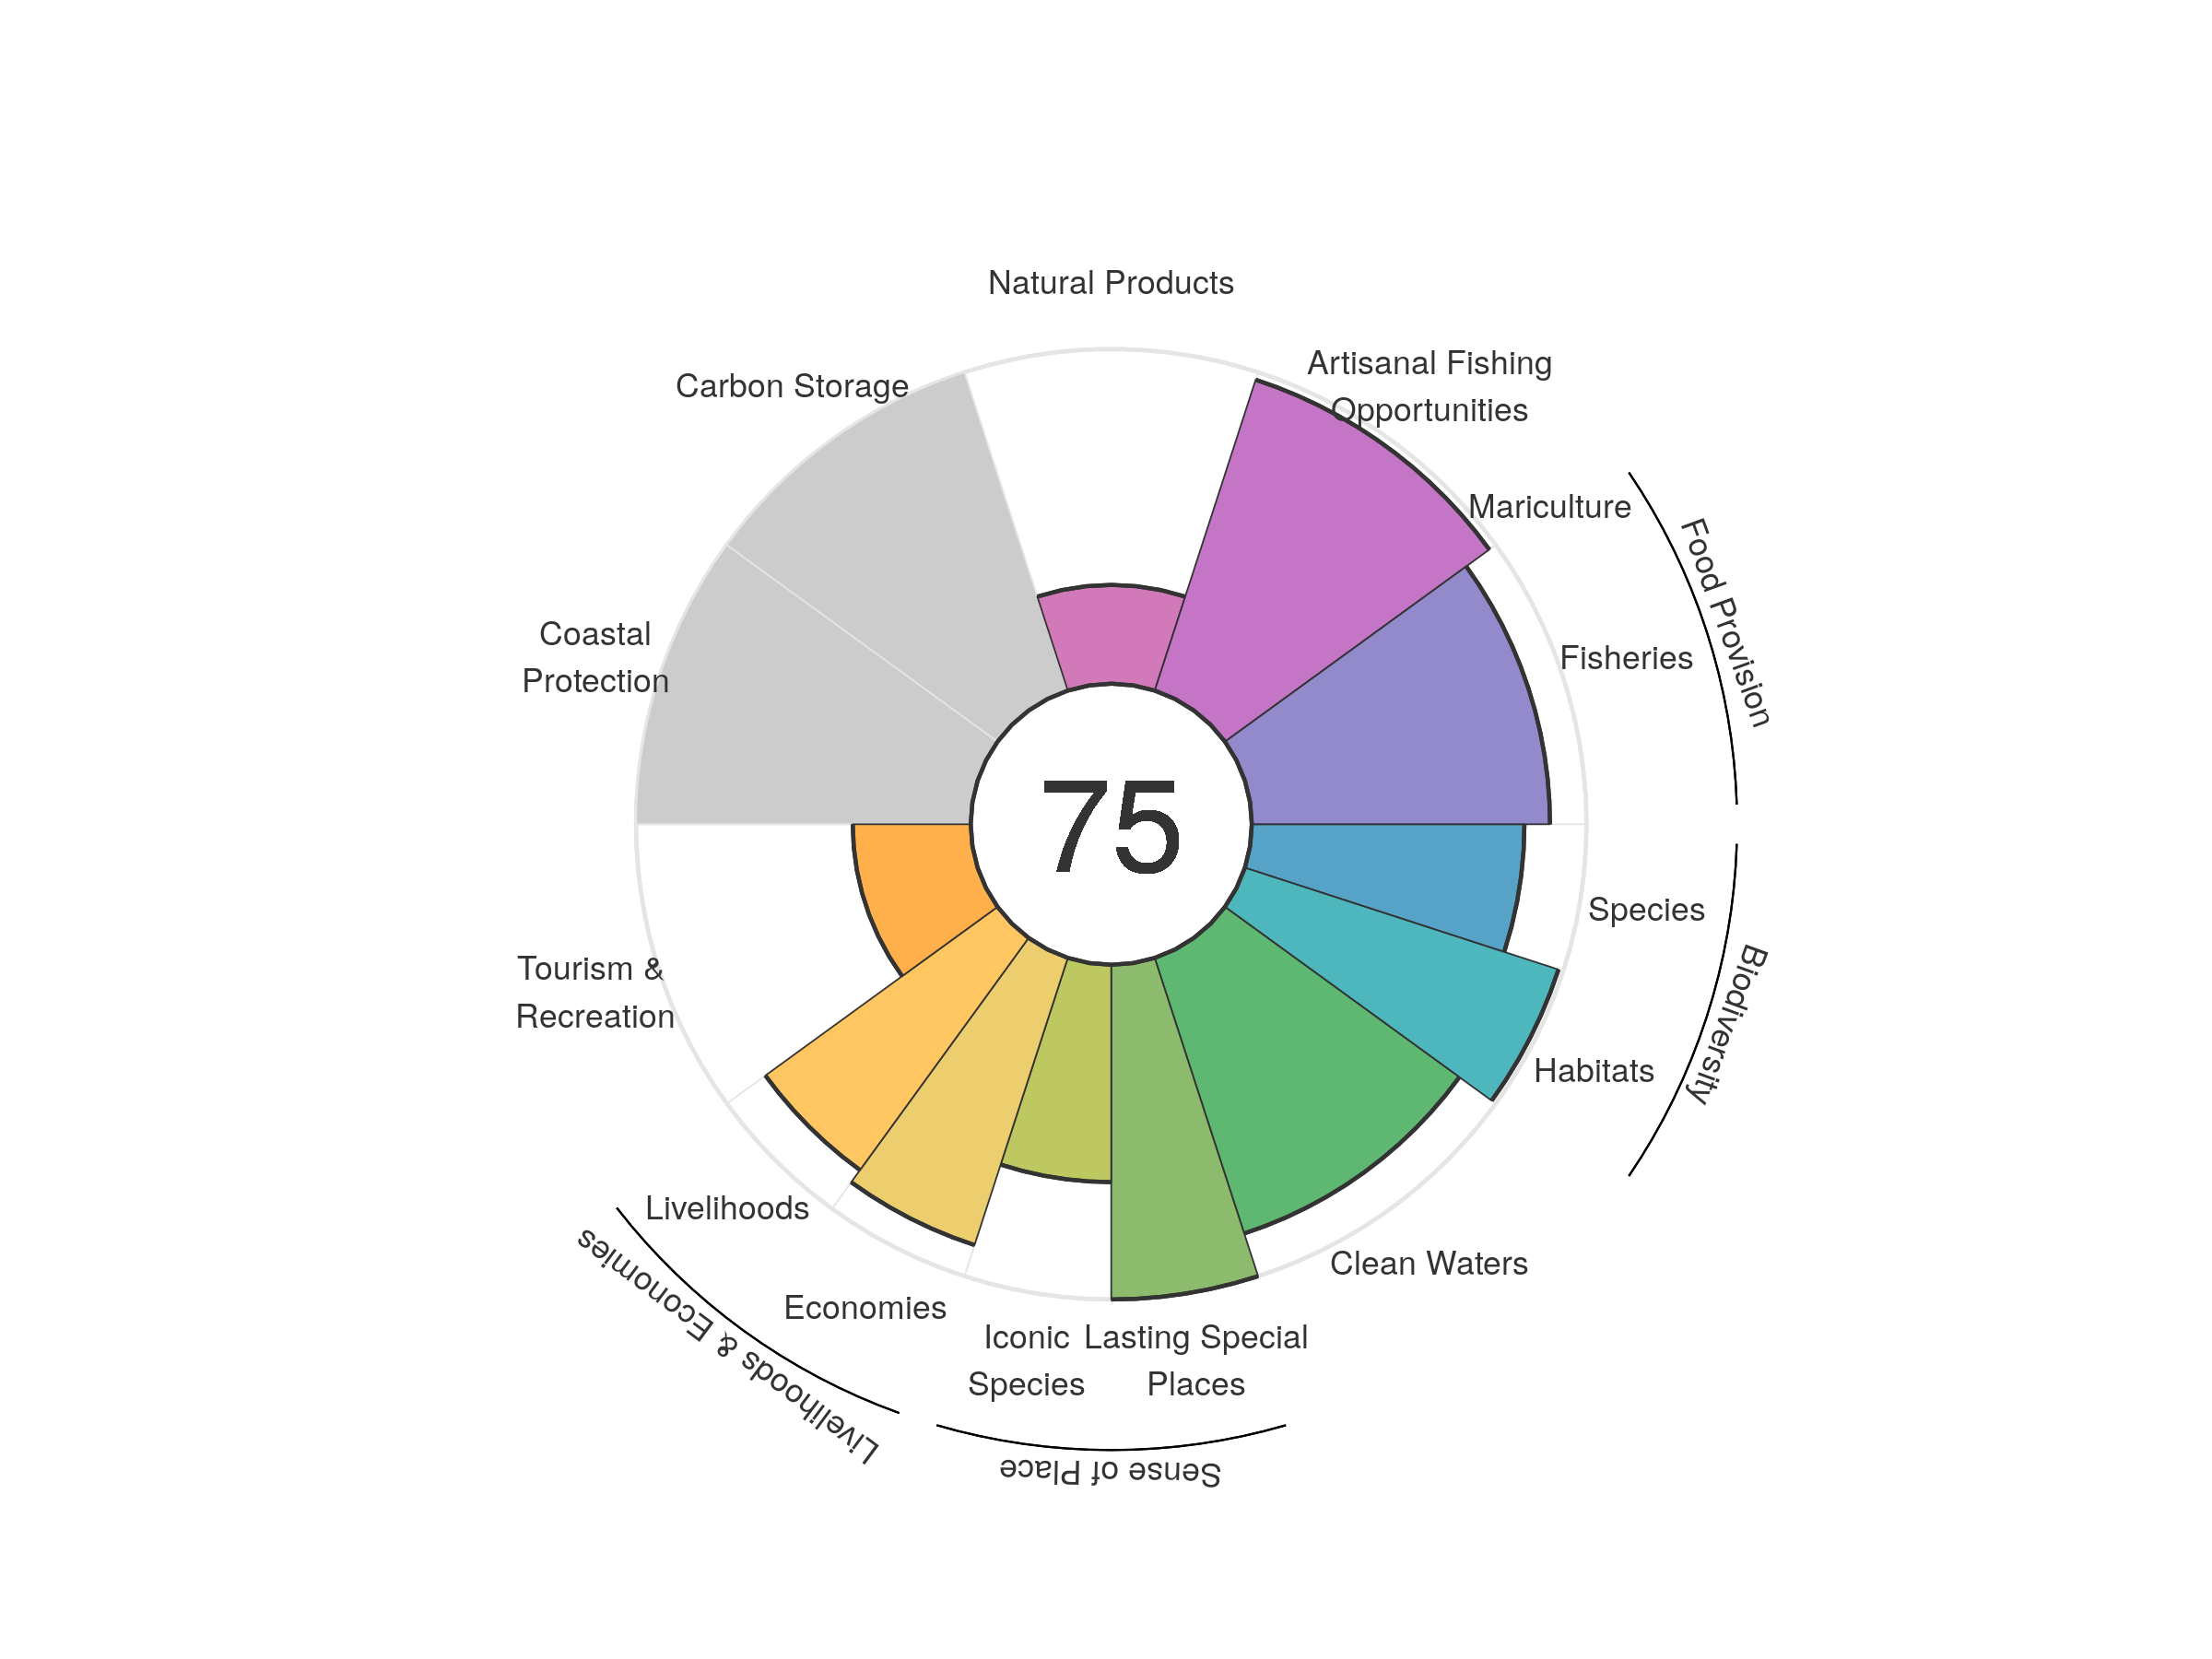 Natural Products
Artisanal Fishing
Opportunities
Carbon Storage
Mariculture
Food Provision
Fisheries
Coastal
Protection
75
Species
Biodiversity
Tourism &
Recreation
Habitats
Livelihoods
Clean Waters
Livelihoods & Economies
Economies
Iconic
Species
Lasting Special
Places
Sense of Place